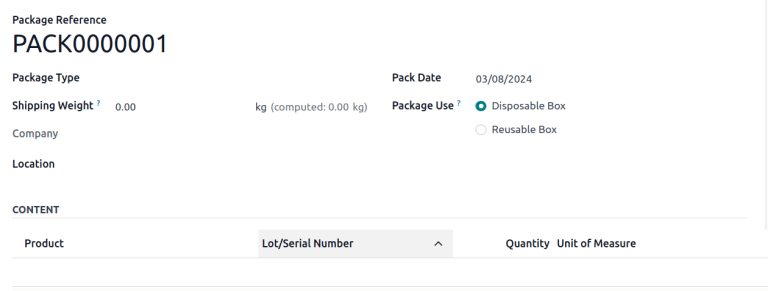 Package Reference
PACK0000001
Package Type
Pack Date 03/08/2024
Shipping Weight ? 0.00 kg (computed: 0.00 kg)
Package Use ? Disposable Box
Reusable Box
Company
Location
CONTENT
Product Lot/Serial Number Quantity Unit of Measure